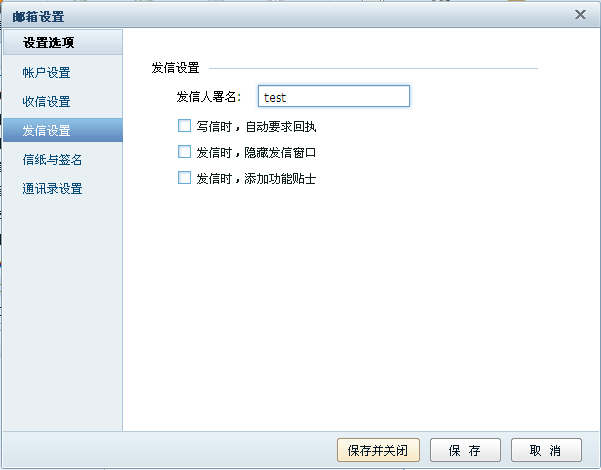 邮箱设置
设置选项
帐户设置
收信设置
发信设置
信纸与签名
通讯录设置
发信设置
发信人署名: test
写信时，自动要求回执
发信时，隐藏发信窗口
发信时，添加功能贴士
保存并关闭 保 存 取 消